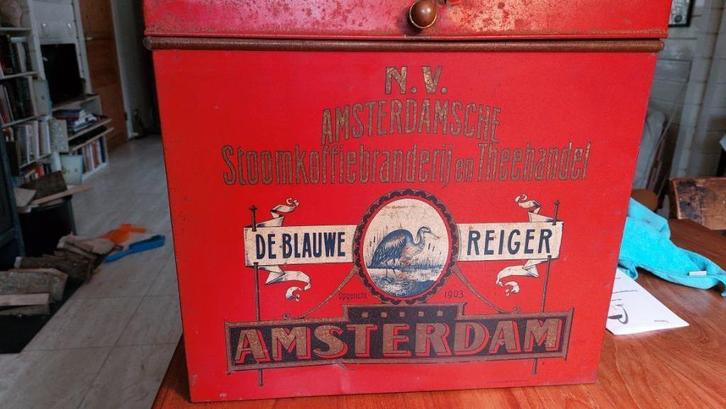 N.V.
AMSTERDAMSCHE
Stoomkoffiebranderij en Theehandel
DE BLAUWE REIGER
Opgericht 1903
AMSTERDAM